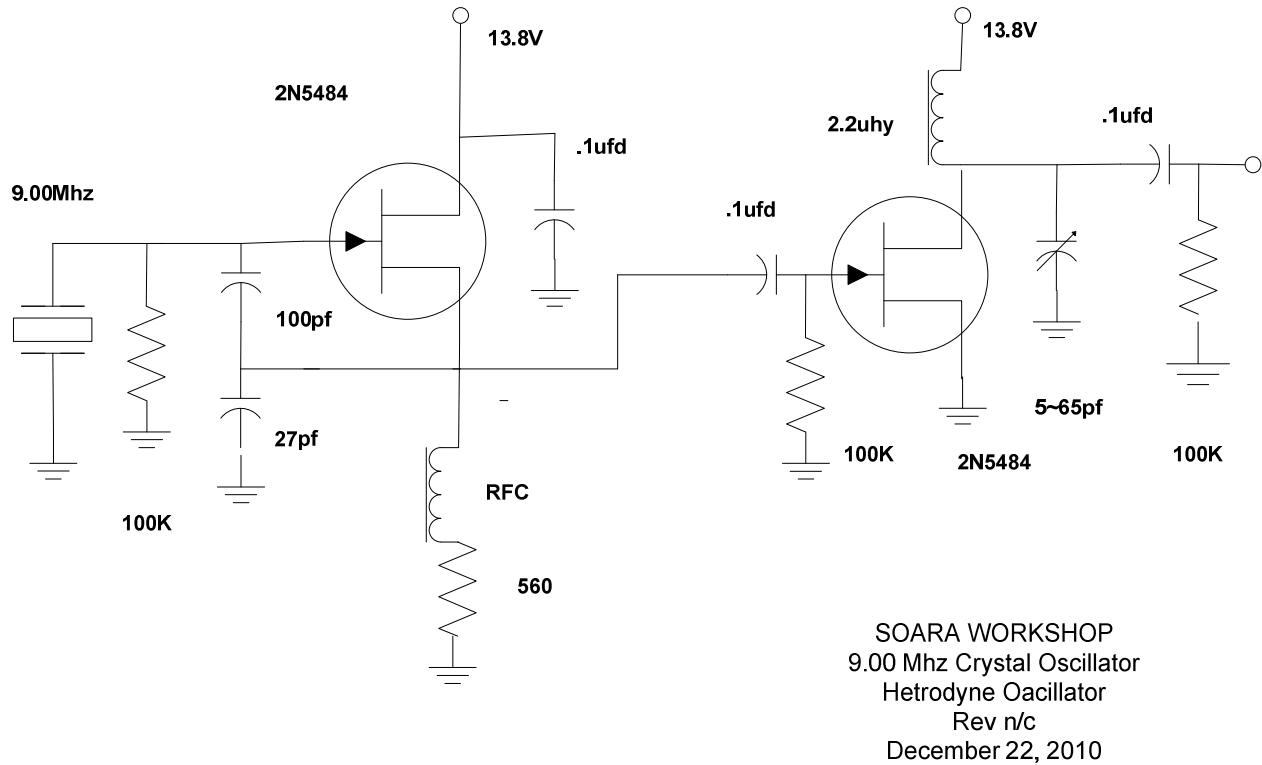 13.8V
13.8V
2N5484
2.2uhy
.1ufd
.1ufd
9.00Mhz
.1ufd
100pf
5~65pf
27pf
100K
2N5484
100K
RFC
100K
560
SOARA WORKSHOP
9.00 Mhz Crystal Oscillator
Hetrodyne Oacillator
Rev n/c
December 22, 2010